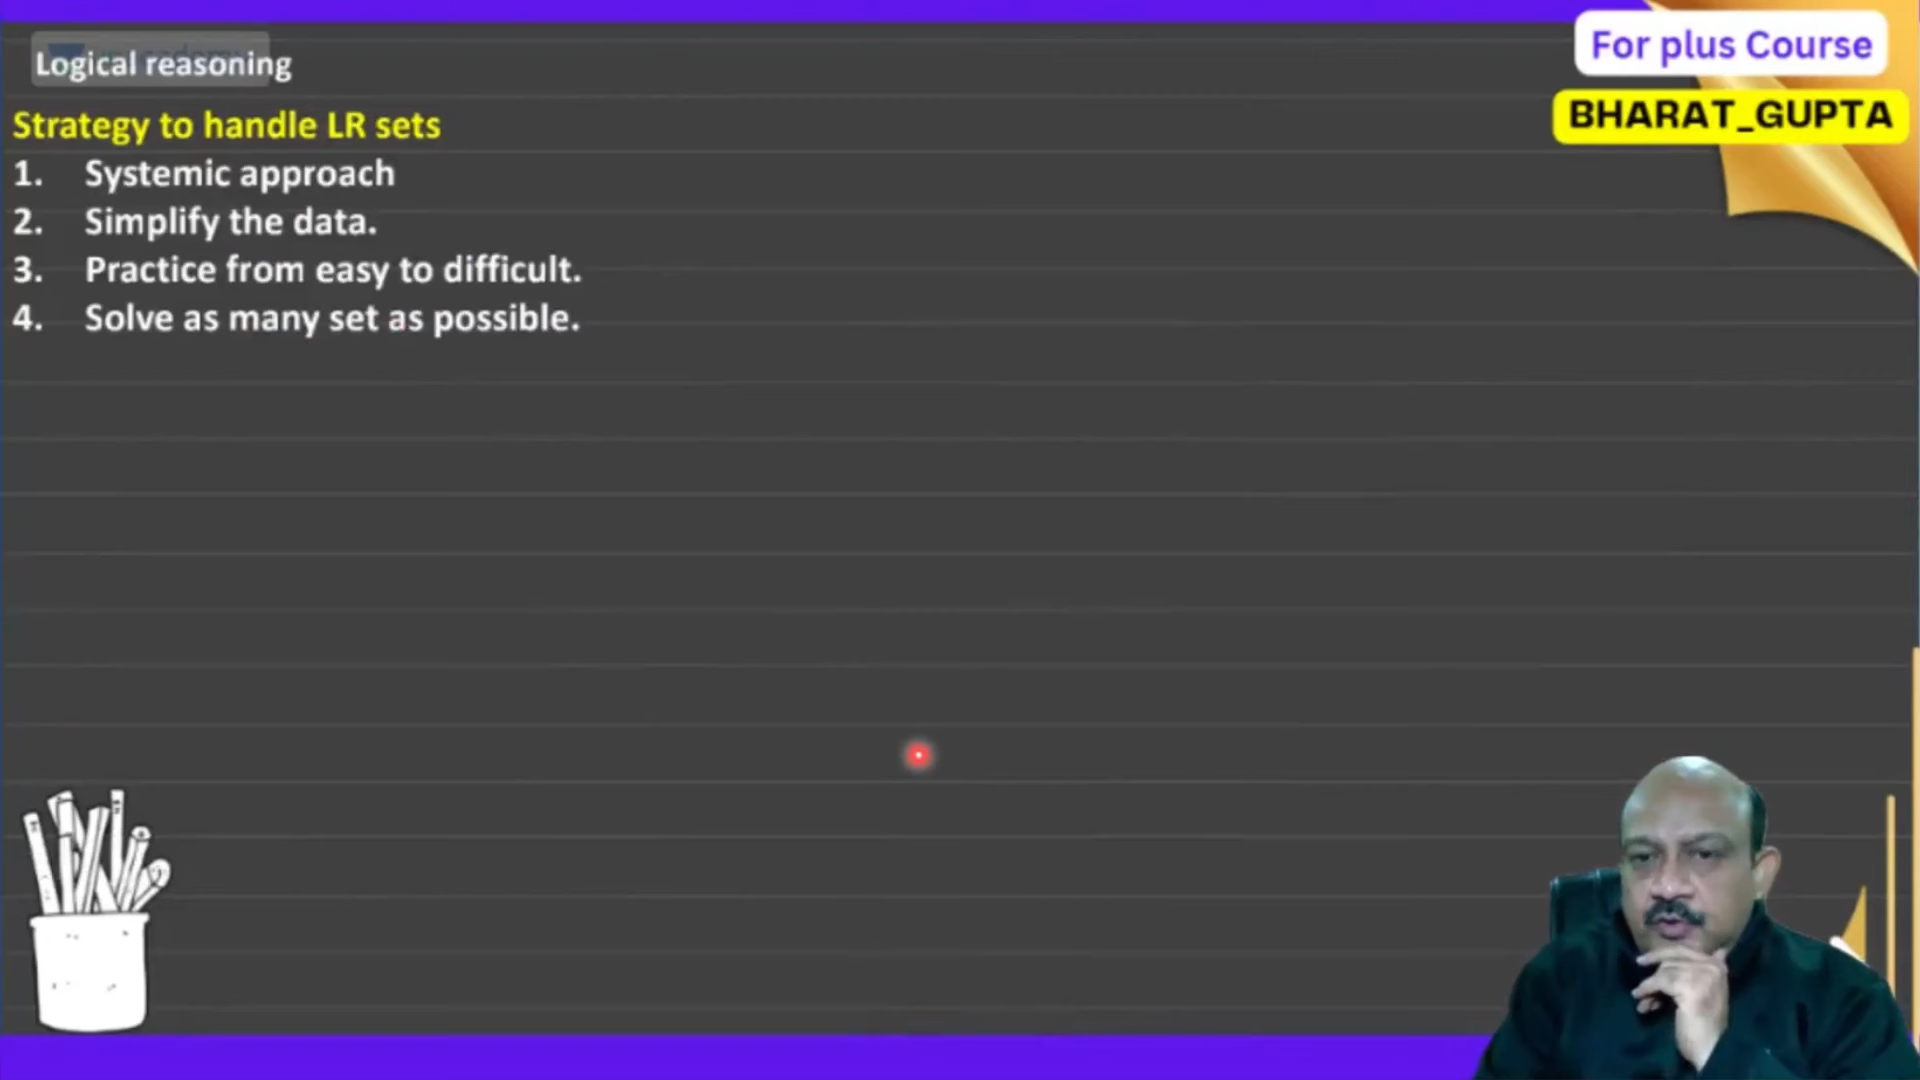 Logical reasoning
For plus Course
BHARAT_GUPTA
Strategy to handle LR sets
1. Systemic approach
2. Simplify the data.
3. Practice from easy to difficult.
4. Solve as many set as possible.